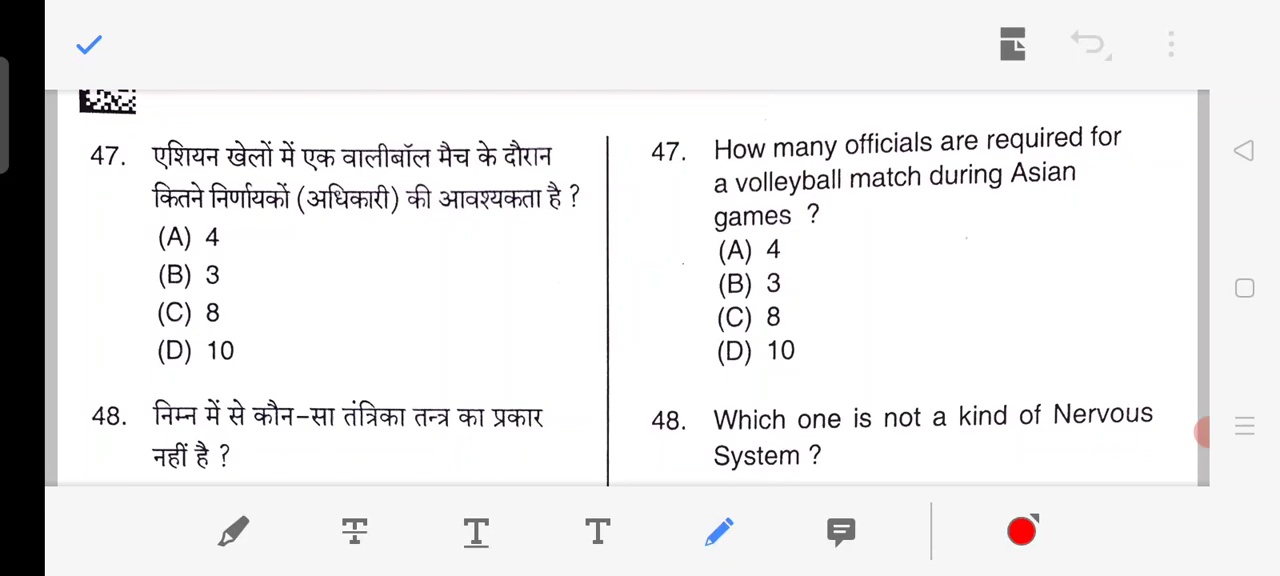 47. एशियन खेलों में एक वालीबॉल मैच के दौरान
कितने निर्णायकों (अधिकारी) की आवश्यकता है ?
(A) 4
(B) 3
(C) 8
(D) 10
48. निम्न में से कौन-सा तंत्रिका तन्त्र का प्रकार
नहीं है ?
47. How many officials are required for
a volleyball match during Asian
games ?
(A) 4
(B) 3
(C) 8
(D) 10
48. Which one is not a kind of Nervous
System ?